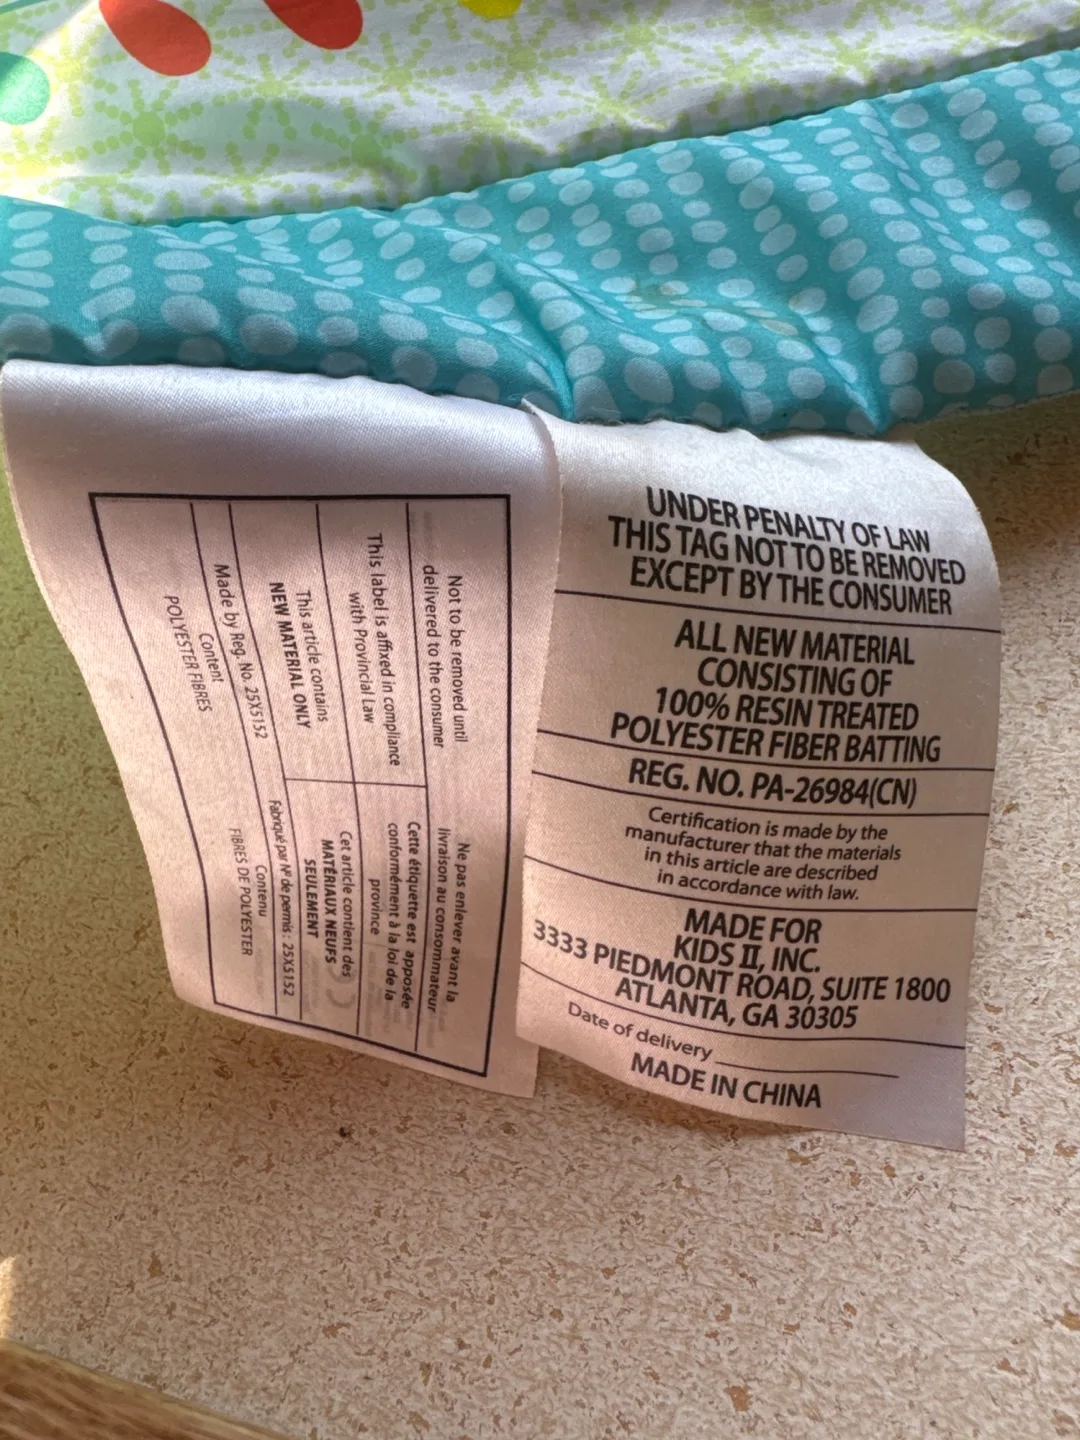 Not to be removed until
delivered to the consumer
Ne pas enlever avant la
livraison au consommateur
This label is affixed in compliance
with Provincial Law
Cette étiquette est apposée
conformément à la loi de la
province
This article contains
NEW MATERIAL ONLY
Cet article contient des
MATÉRIAUX NEUFS
SEULEMENT
Made by Reg. No. 25X5152
Fabriqué par Nº de permis: 25X5152
Content
POLYESTER FIBRES
Contenu
FIBRES DE POLYESTER
UNDER PENALTY OF LAW
THIS TAG NOT TO BE REMOVED
EXCEPT BY THE CONSUMER
ALL NEW MATERIAL
CONSISTING OF
100% RESIN TREATED
POLYESTER FIBER BATTING
REG. NO. PA-26984(CN)
Certification is made by the
manufacturer that the materials
in this article are described
in accordance with law.
MADE FOR
KIDS II, INC.
3333 PIEDMONT ROAD, SUITE 1800
ATLANTA, GA 30305
Date of delivery
MADE IN CHINA